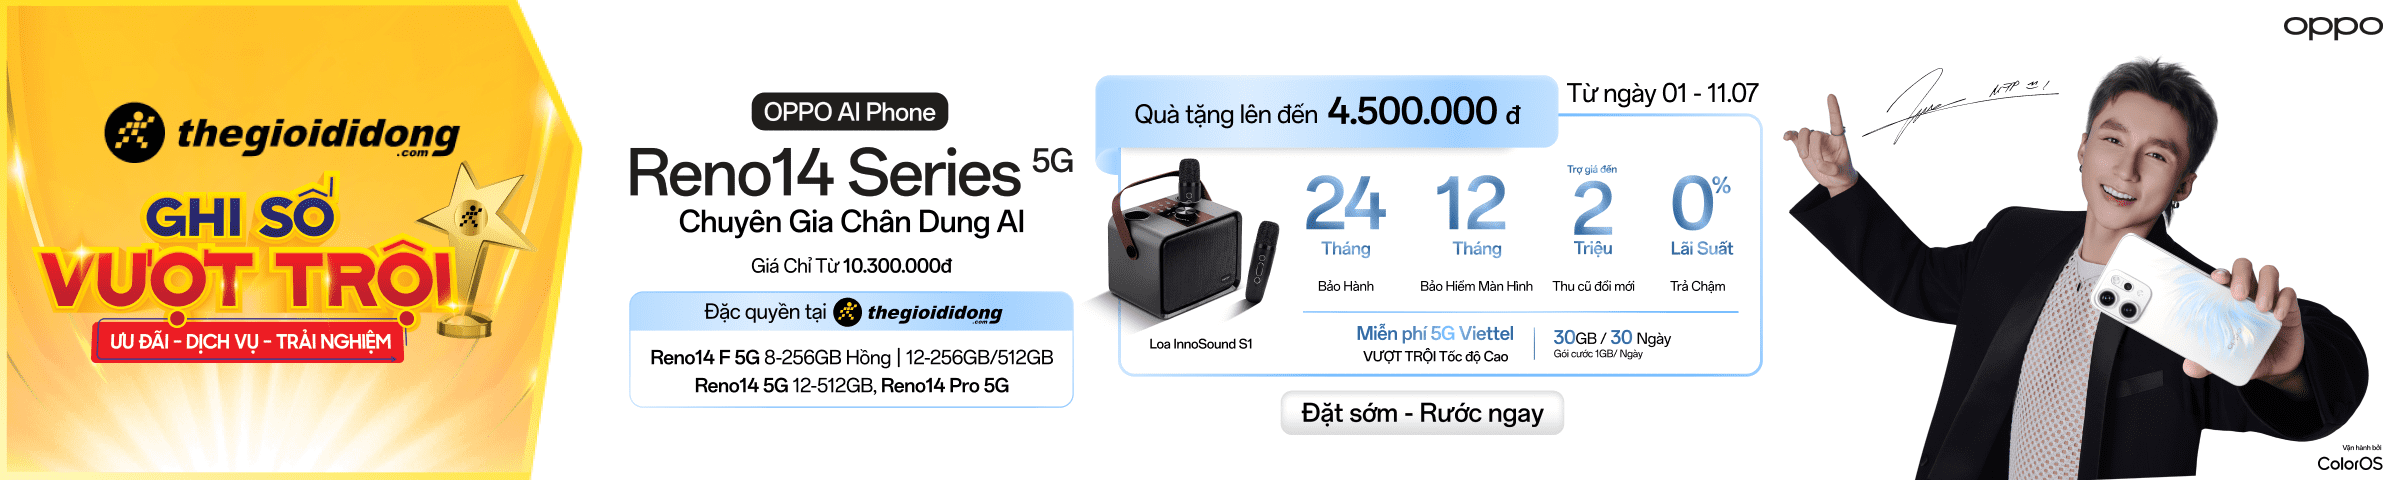 thegioididong
.com
GHI SỐ
VƯỢT TRỘI
ƯU ĐÃI - DỊCH VỤ - TRẢI NGHIỆM
OPPO AI Phone
Reno14 Series 5G
Chuyên Gia Chân Dung AI
Giá Chỉ Từ 10.300.000đ
Đặc quyền tại thegioididong
.com
Reno14 F 5G 8-256GB Hồng | 12-256GB/512GB
Reno14 5G 12-512GB, Reno14 Pro 5G
Quà tặng lên đến 4.500.000 đ
Từ ngày 01 - 11.07
Loa InnoSound S1
24
Tháng
Bảo Hành
12
Tháng
Bảo Hiểm Màn Hình
Trợ giá đến
2
Triệu
Thu cũ đổi mới
0%
Lãi Suất
Trả Chậm
Miễn phí 5G Viettel
VƯỢT TRỘI Tốc độ Cao
30GB / 30 Ngày
Gói cước 1GB/ Ngày
Đặt sớm - Rước ngay
oppo
Vận hành bởi
ColorOS